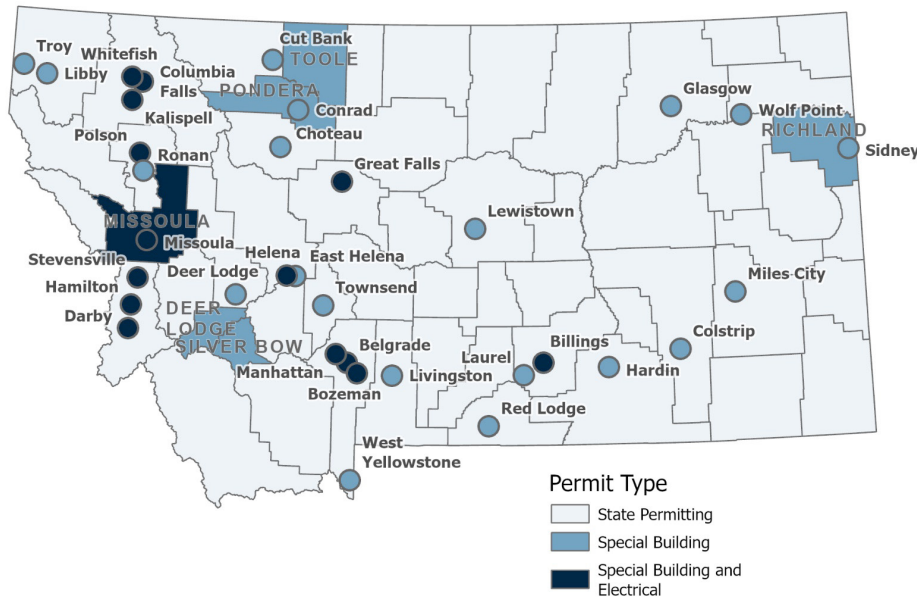 Troy
Libby
Whitefish
Columbia
Falls
Kalispell
Cut Bank
TOOLE
PONDERA
Conrad
Choteau
Glasgow
Wolf Point
RICHLAND
Sidney
Polson
Ronan
Great Falls
MISSOULA
Missoula
Lewistown
Stevensville
Hamilton
Darby
Deer Lodge
Helena
East Helena
Townsend
Miles City
DEER
LODGE
SILVER BOW
Manhattan
Belgrade
Bozeman
Livingston
Laurel
Billings
Hardin
Colstrip
Red Lodge
West
Yellowstone
Permit Type
State Permitting
Special Building
Special Building and
Electrical